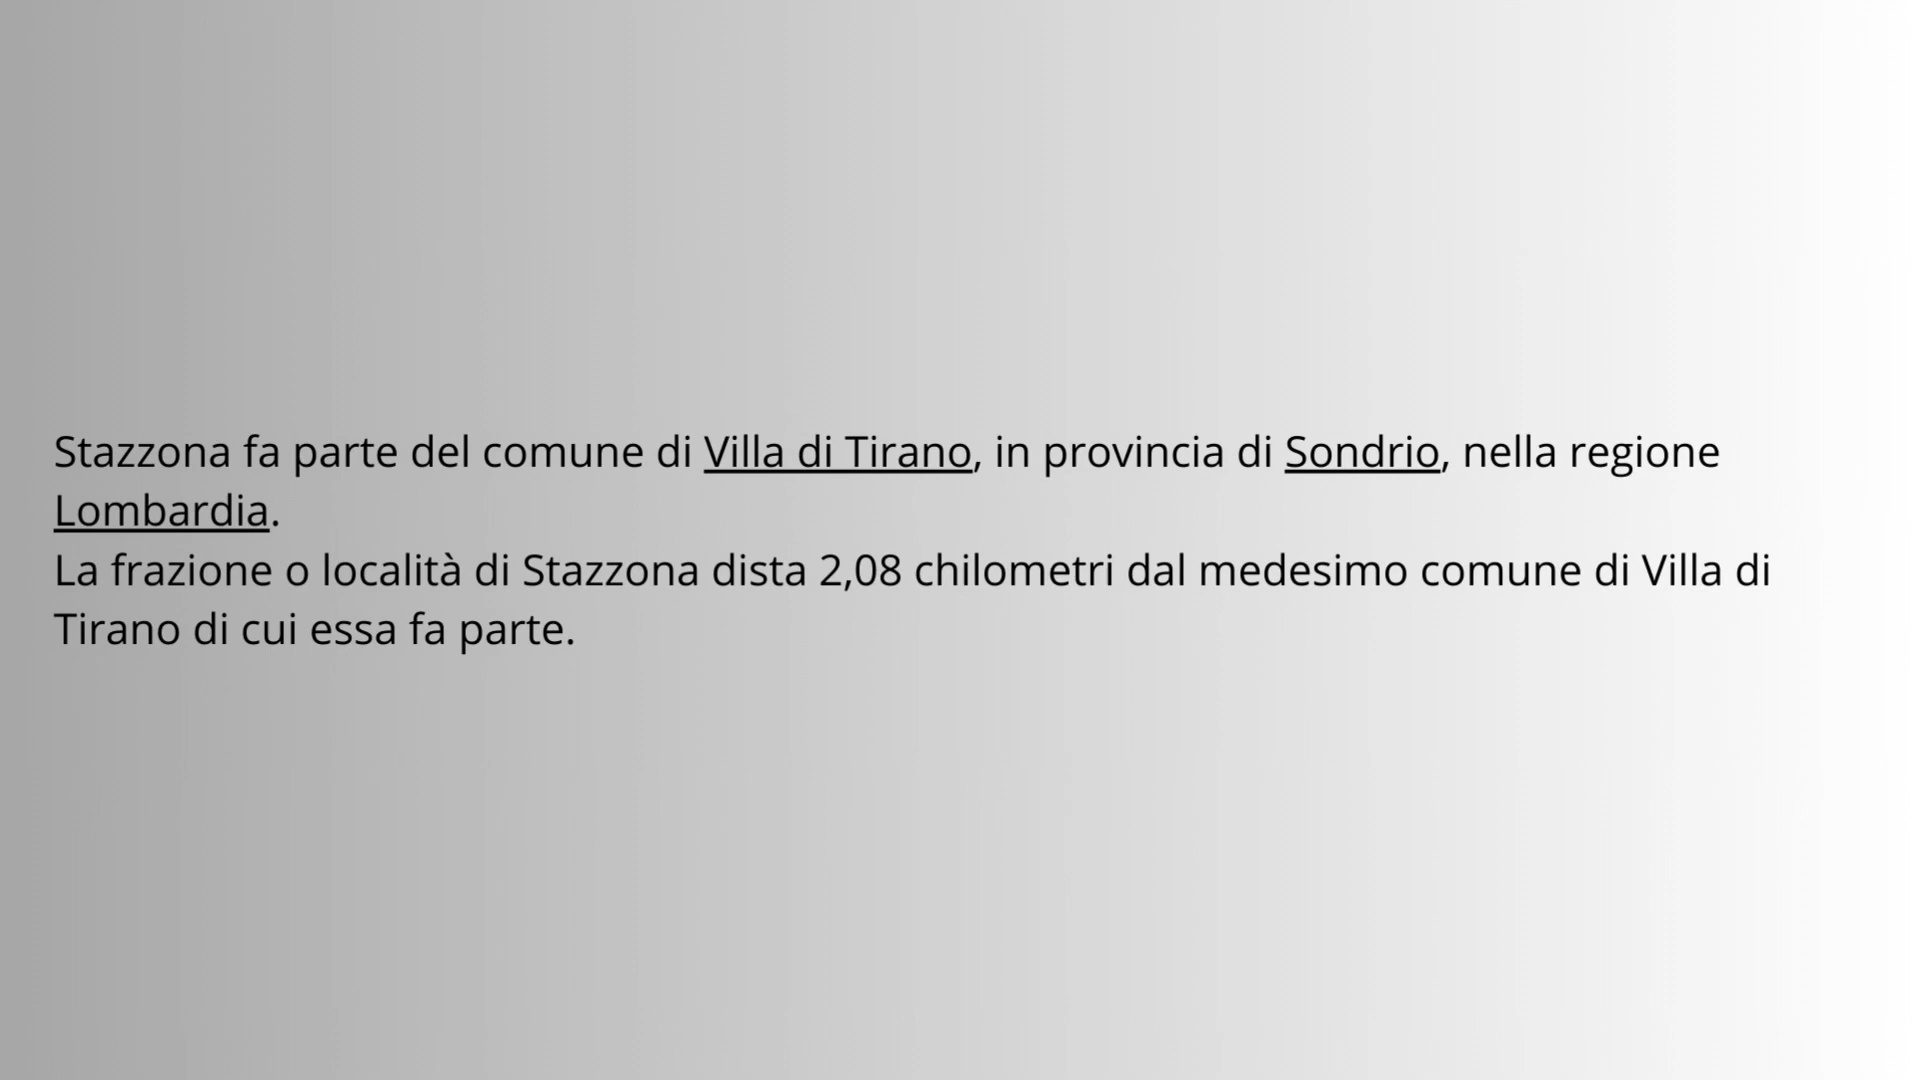 Stazzona fa parte del comune di Villa di Tirano, in provincia di Sondrio, nella regione
Lombardia.
La frazione o località di Stazzona dista 2,08 chilometri dal medesimo comune di Villa di
Tirano di cui essa fa parte.